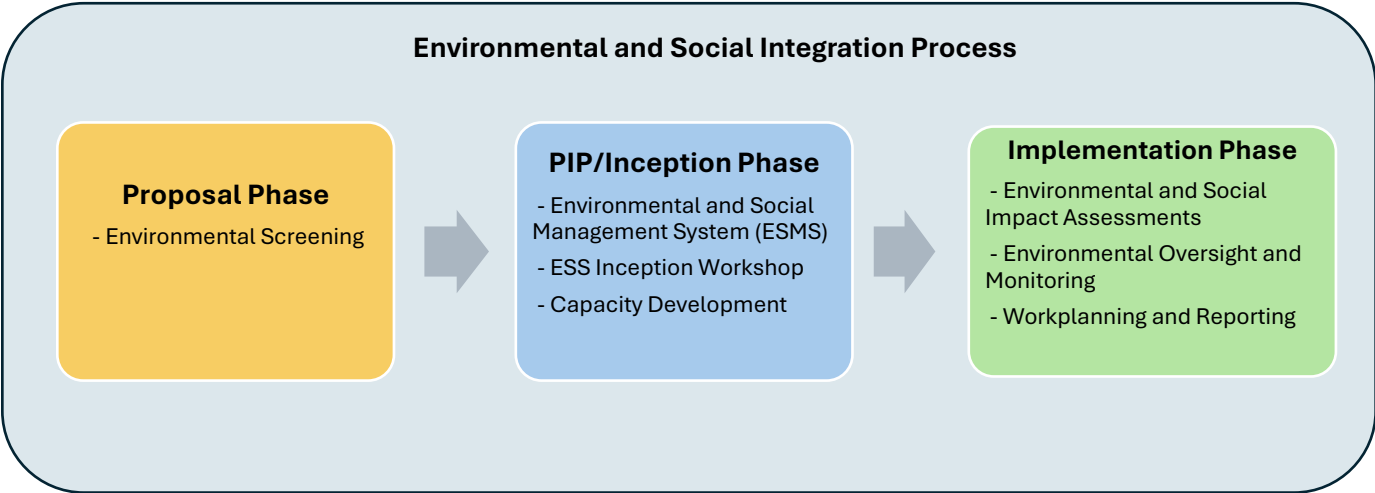 Environmental and Social Integration Process
Proposal Phase
- Environmental Screening
PIP/Inception Phase
- Environmental and Social
Management System (ESMS)
- ESS Inception Workshop
- Capacity Development
Implementation Phase
- Environmental and Social
Impact Assessments
- Environmental Oversight and
Monitoring
- Workplanning and Reporting